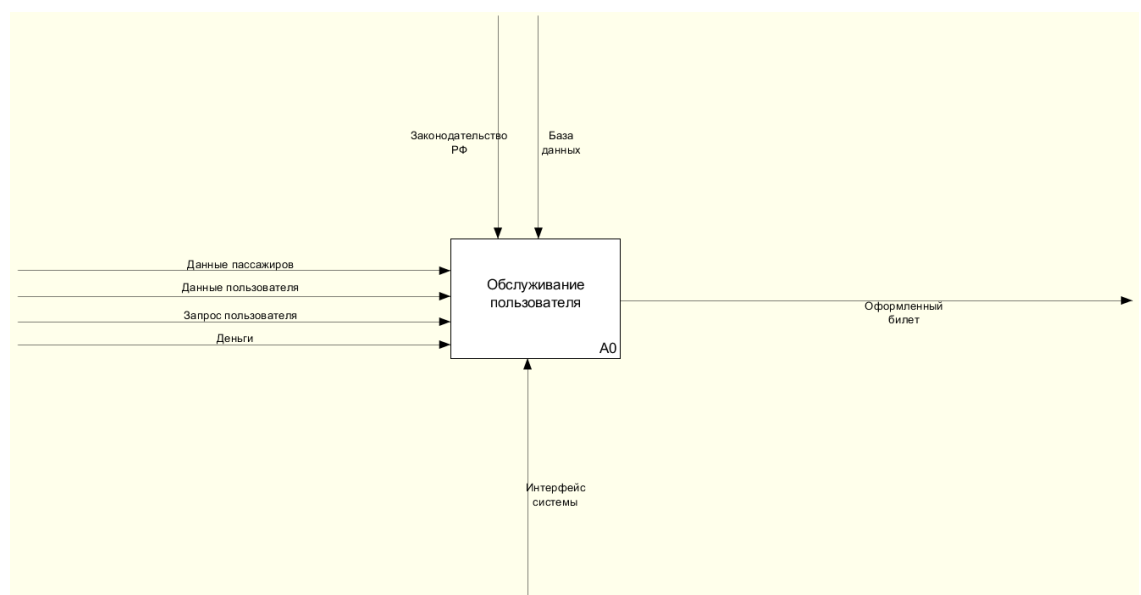 Законодательство
РФ
База
данных
Данные пассажиров
Данные пользователя
Запрос пользователя
Деньги
Обслуживание
пользователя
A0
Оформленный
билет
Интерфейс
системы